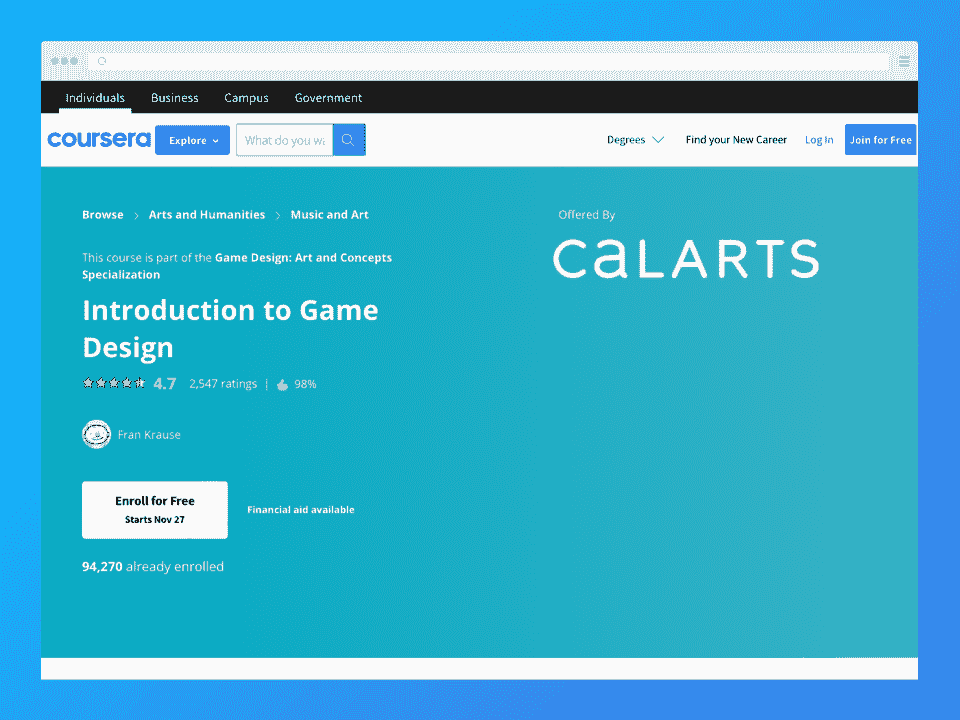 Individuals Business Campus Government
coursera Explore What do you wa Degrees Find your New Career Log In Join for Free
Browse > Arts and Humanities > Music and Art
Offered By
CALARTS
This course is part of the Game Design: Art and Concepts
Specialization
Introduction to Game
Design
4.7 2,547 ratings | 98%
Fran Krause
Enroll for Free
Starts Nov 27
Financial aid available
94,270 already enrolled